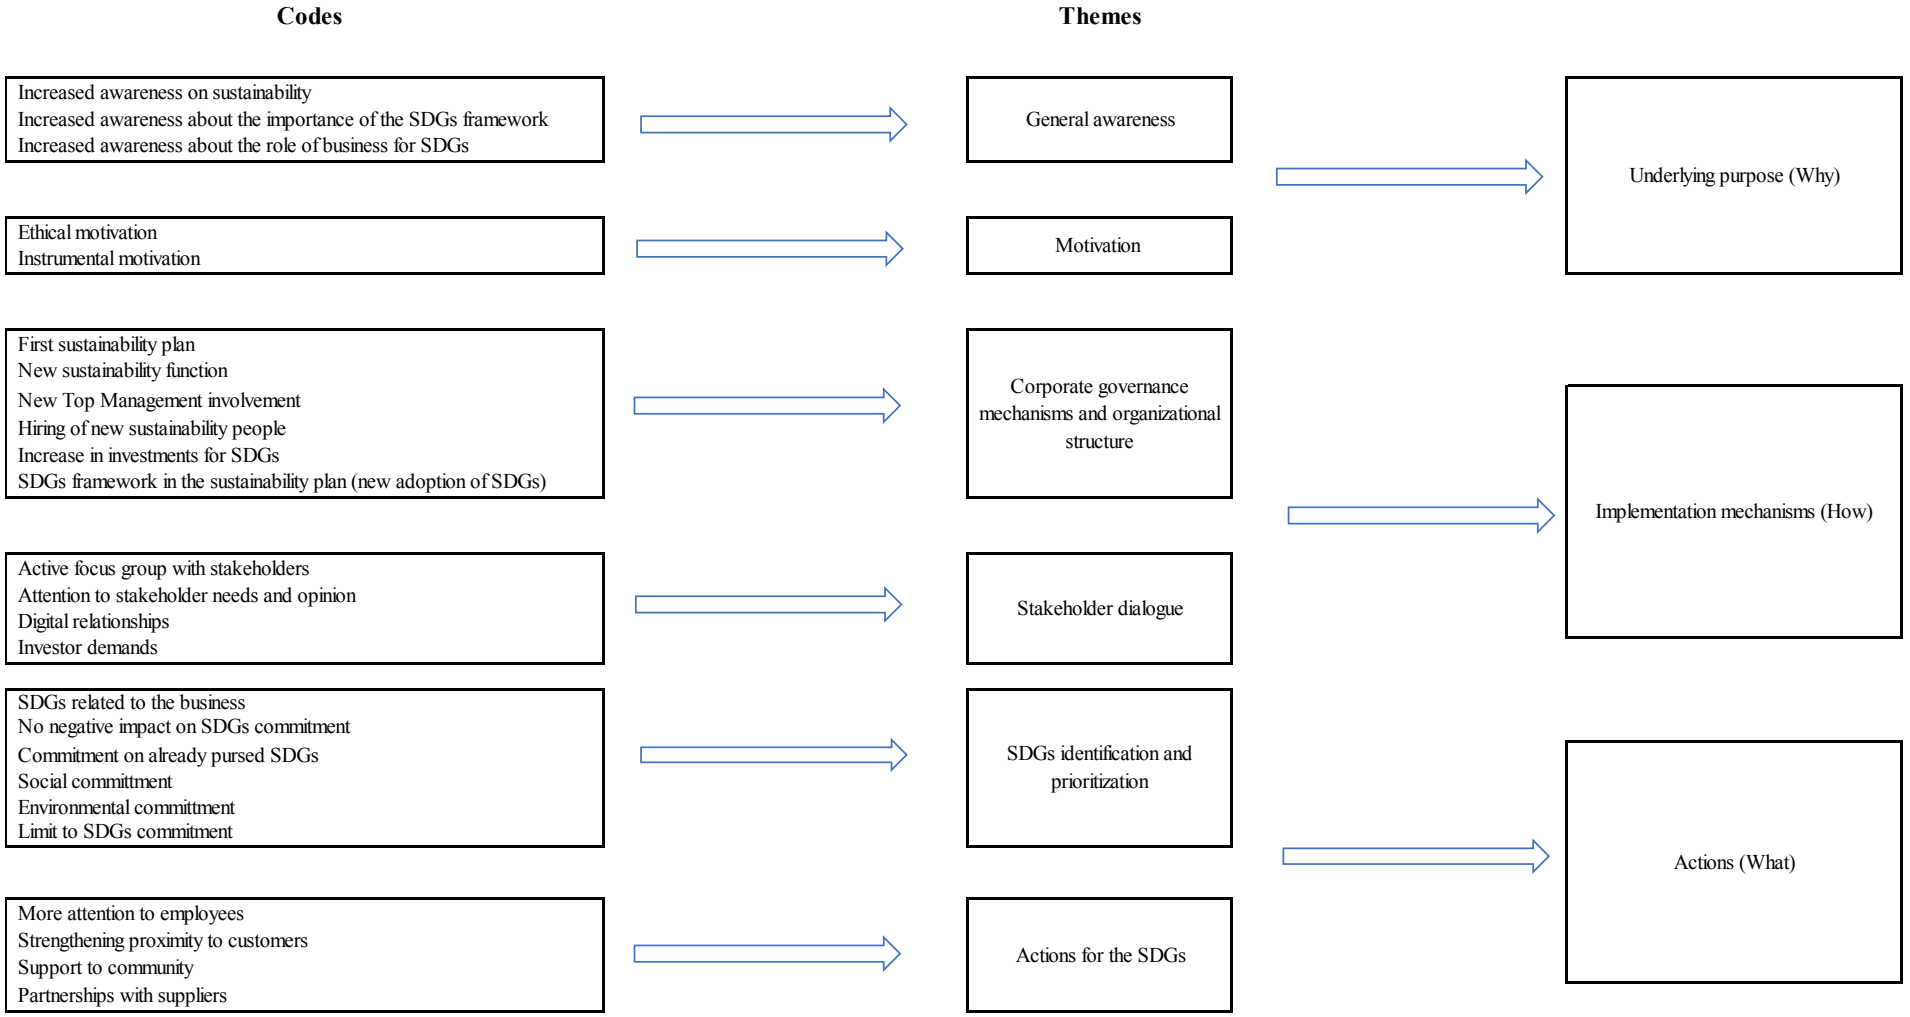 Codes
Themes
Increased awareness on sustainability
Increased awareness about the importance of the SDGs framework
Increased awareness about the role of business for SDGs
General awareness
Underlying purpose (Why)
Ethical motivation
Instrumental motivation
Motivation
First sustainability plan
New sustainability function
New Top Management involvement
Hiring of new sustainability people
Increase in investments for SDGs
SDGs framework in the sustainability plan (new adoption of SDGs)
Corporate governance
mechanisms and organizational
structure
Implementation mechanisms (How)
Active focus group with stakeholders
Attention to stakeholder needs and opinion
Digital relationships
Investor demands
Stakeholder dialogue
SDGs related to the business
No negative impact on SDGs commitment
Commitment on already pursed SDGs
Social committment
Environmental committment
Limit to SDGs commitment
SDGs identification and
prioritization
Actions (What)
More attention to employees
Strengthening proximity to customers
Support to community
Partnerships with suppliers
Actions for the SDGs